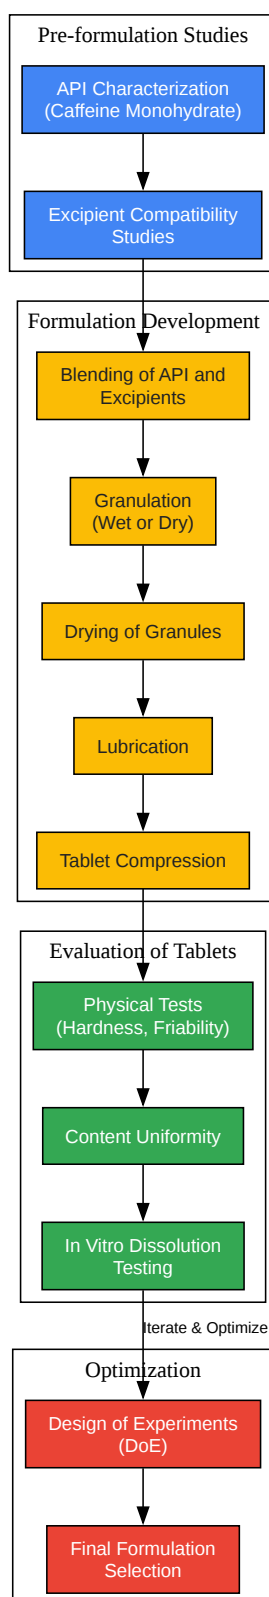 Pre-formulation Studies
API Characterization
(Caffeine Monohydrate)
Excipient Compatibility
Studies
Formulation Development
Blending of API and
Excipients
Granulation
(Wet or Dry)
Drying of Granules
Lubrication
Tablet Compression
Evaluation of Tablets
Physical Tests
(Hardness, Friability)
Content Uniformity
In Vitro Dissolution
Testing
Iterate & Optimize
Optimization
Design of Experiments
(DoE)
Final Formulation
Selection